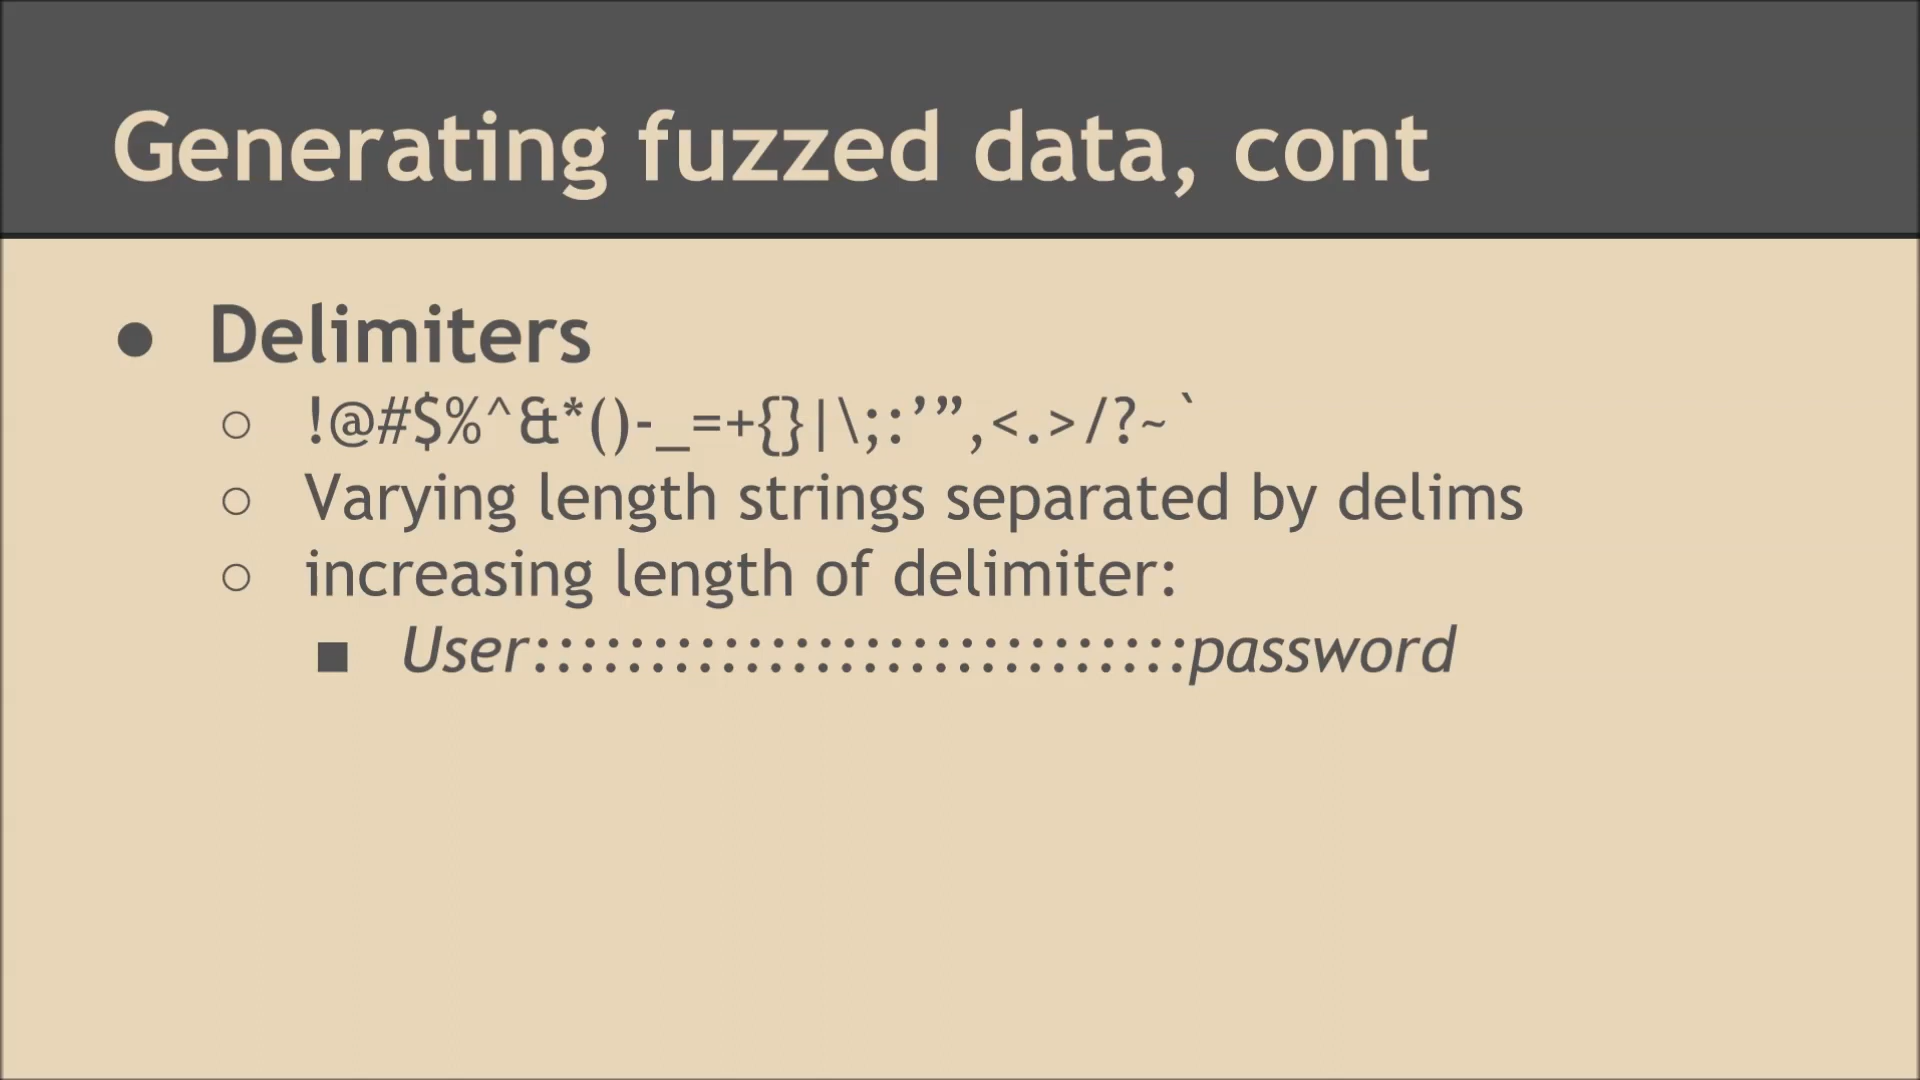 Generating fuzzed data, cont
● Delimiters
○ !@#$%^&*()-_=+{}|\;:’”,<.>/?~`
○ Varying length strings separated by delims
○ increasing length of delimiter:
■ User::::::::::::::::::::::::::::password